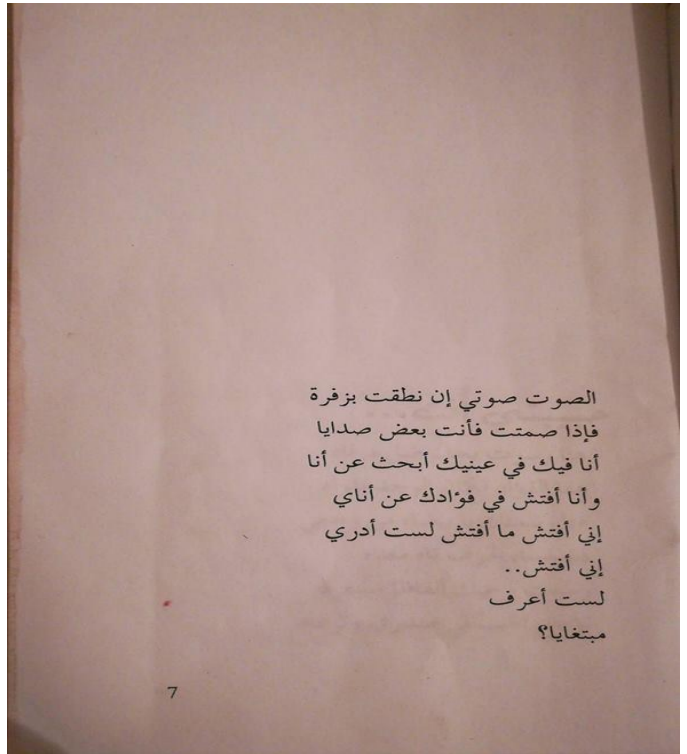 الصوت صوتي إن نطقت بزفرة
فإذا صمتت فأنت بعض صدايا
أنا فيك في عينيك أبحث عن أنا
وأنا أفتش في فوٴادك عن أناي
إني أفتش ما أفتش لست أدري
إني أفتش..
لست أعرف
مبتغايا؟
7